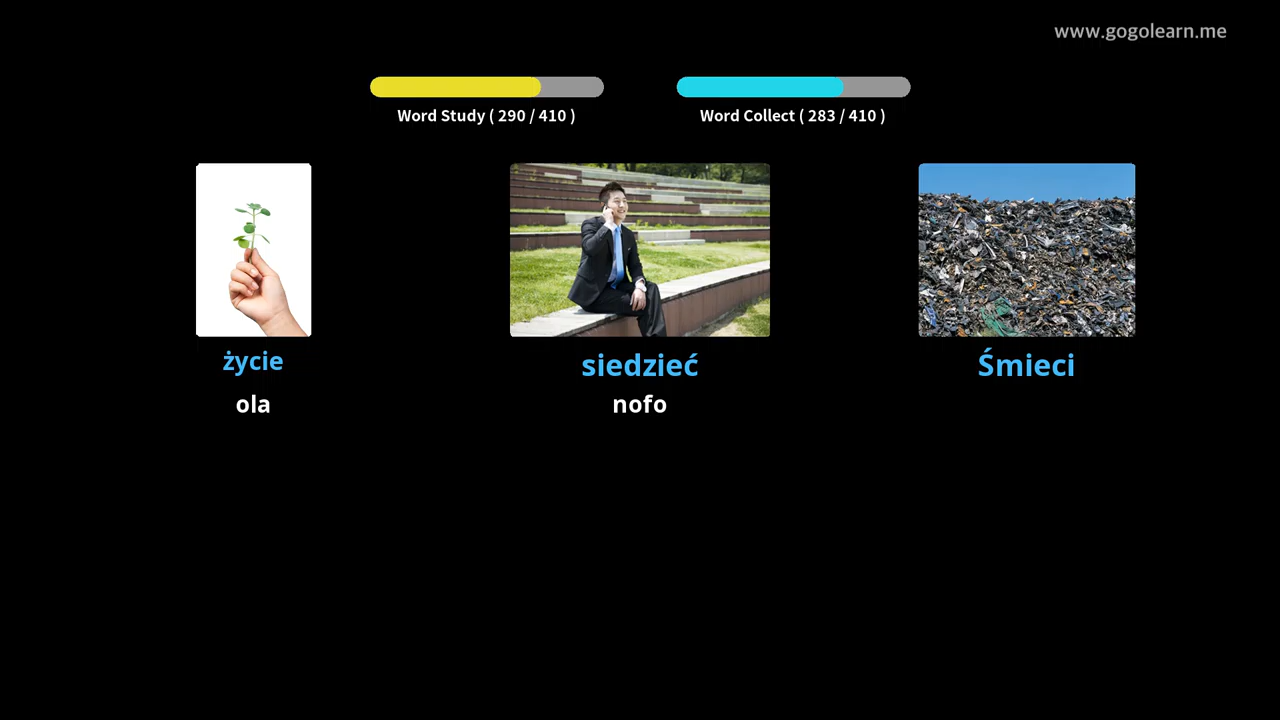 www.gogolearn.me
Word Study ( 290 / 410 )
Word Collect ( 283 / 410 )
życie
siedzieć
Śmieci
ola
nofo